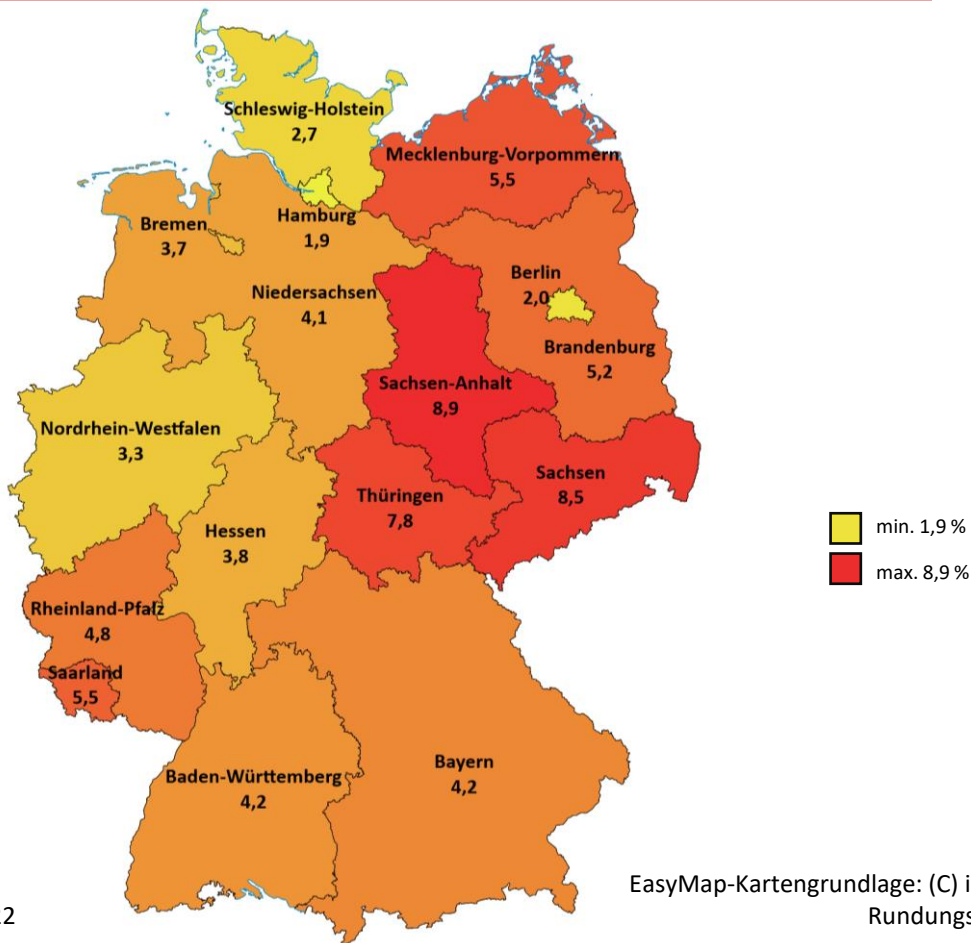 Schleswig-Holstein
2,7
Mecklenburg-Vorpommern
5,5
Hamburg
1,9
Bremen
3,7
Berlin
2,0
Niedersachsen
4,1
Brandenburg
5,2
Sachsen-Anhalt
8,9
Nordrhein-Westfalen
3,3
Sachsen
8,5
Thüringen
7,8
Hessen
3,8
min. 1,9 %
max. 8,9 %
Rheinland-Pfalz
4,8
Saarland
5,5
Bayern
4,2
Baden-Württemberg
4,2
EasyMap-Kartengrundlage: (C) i
Rundungs
2